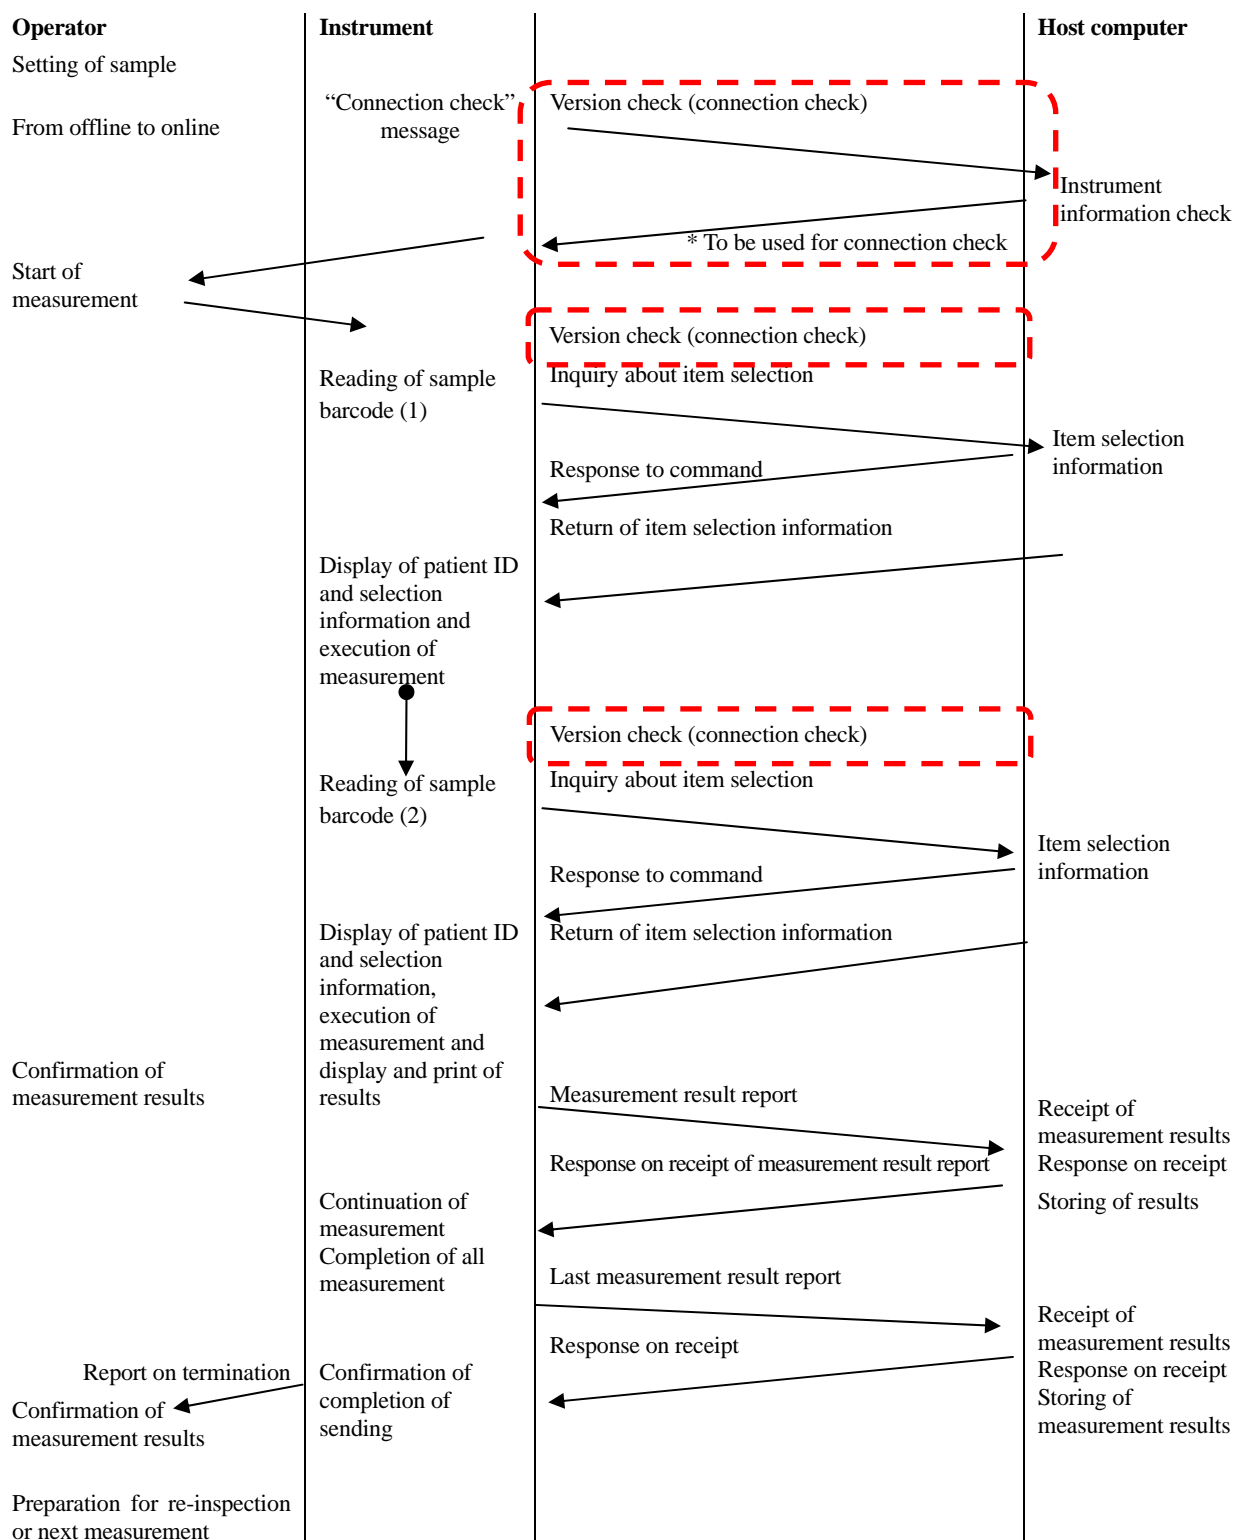 Operator
Instrument
Host computer
Setting of sample
“Connection check”
message
Version check (connection check)
From offline to online
Instrument
information check
* To be used for connection check
Start of
measurement
Version check (connection check)
Reading of sample
barcode (1)
Inquiry about item selection
Item selection
information
Response to command
Return of item selection information
Display of patient ID
and selection
information and
execution of
measurement
Version check (connection check)
Reading of sample
barcode (2)
Inquiry about item selection
Item selection
information
Response to command
Display of patient ID
and selection
information,
execution of
measurement and
display and print of
results
Return of item selection information
Confirmation of
measurement results
Measurement result report
Receipt of
measurement results
Response on receipt
Storing of results
Response on receipt of measurement result report
Continuation of
measurement
Completion of all
measurement
Last measurement result report
Receipt of
measurement results
Response on receipt
Storing of
measurement results
Response on receipt
Report on termination
Confirmation of
completion of
sending
Confirmation of
measurement results
Preparation for re-inspection
or next measurement